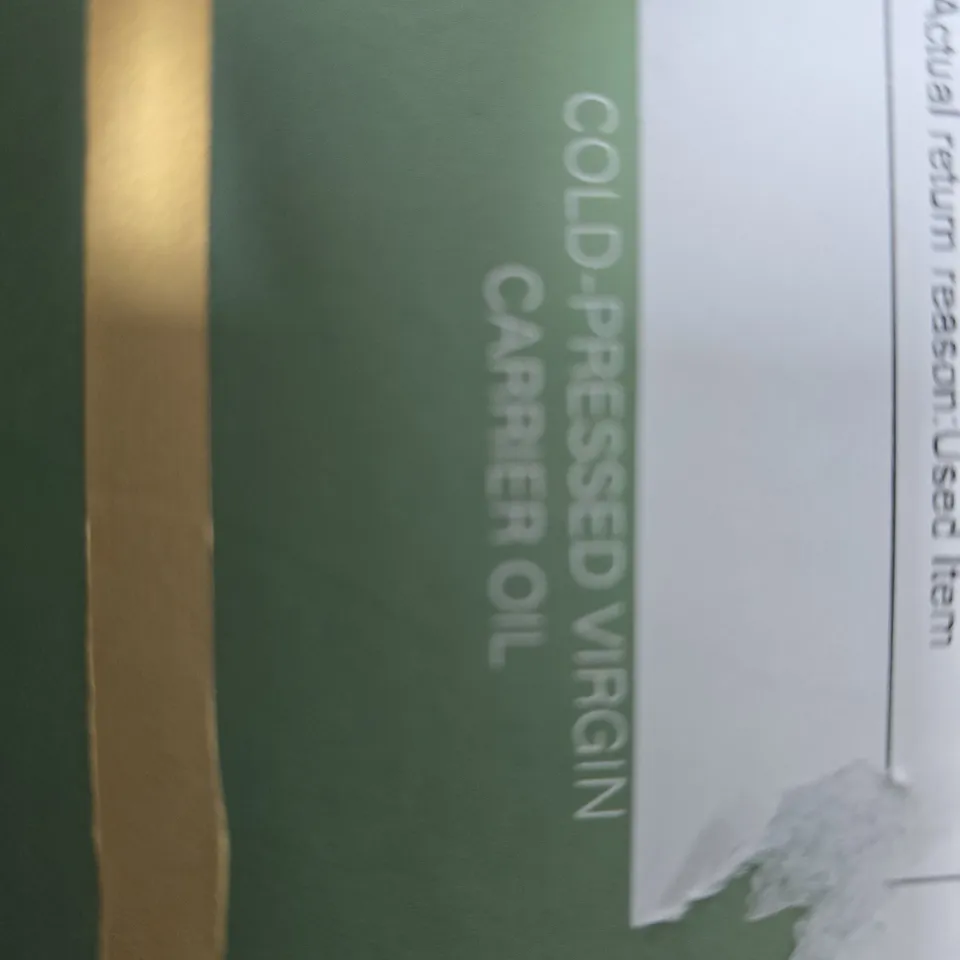 Actual return reason:Used Item
COLD-PRESSED VIRGIN
CARRIER OIL